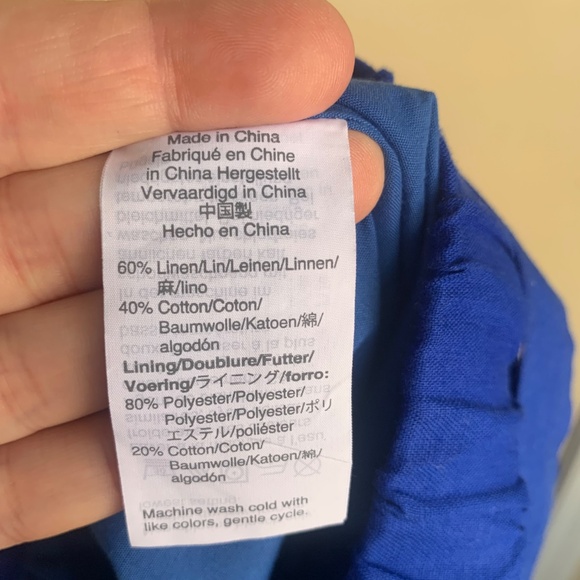 Made in China
Fabriqué en Chine
in China Hergestellt
Vervaardigd in China
中国製
Hecho en China
60% Linen/Lin/Leinen/Linnen/
麻/lino
40% Cotton/Coton/
Baumwolle/Katoen/綿/
algodón
Lining/Doublure/Futter/
Voering/ライニング/forro:
80% Polyester/Polyester/
Polyester/Polyester/ポリ
エステル/poliéster
20% Cotton/Coton/
Baumwolle/Katoen/綿/
algodón
Machine wash cold with
like colors, gentle cycle.